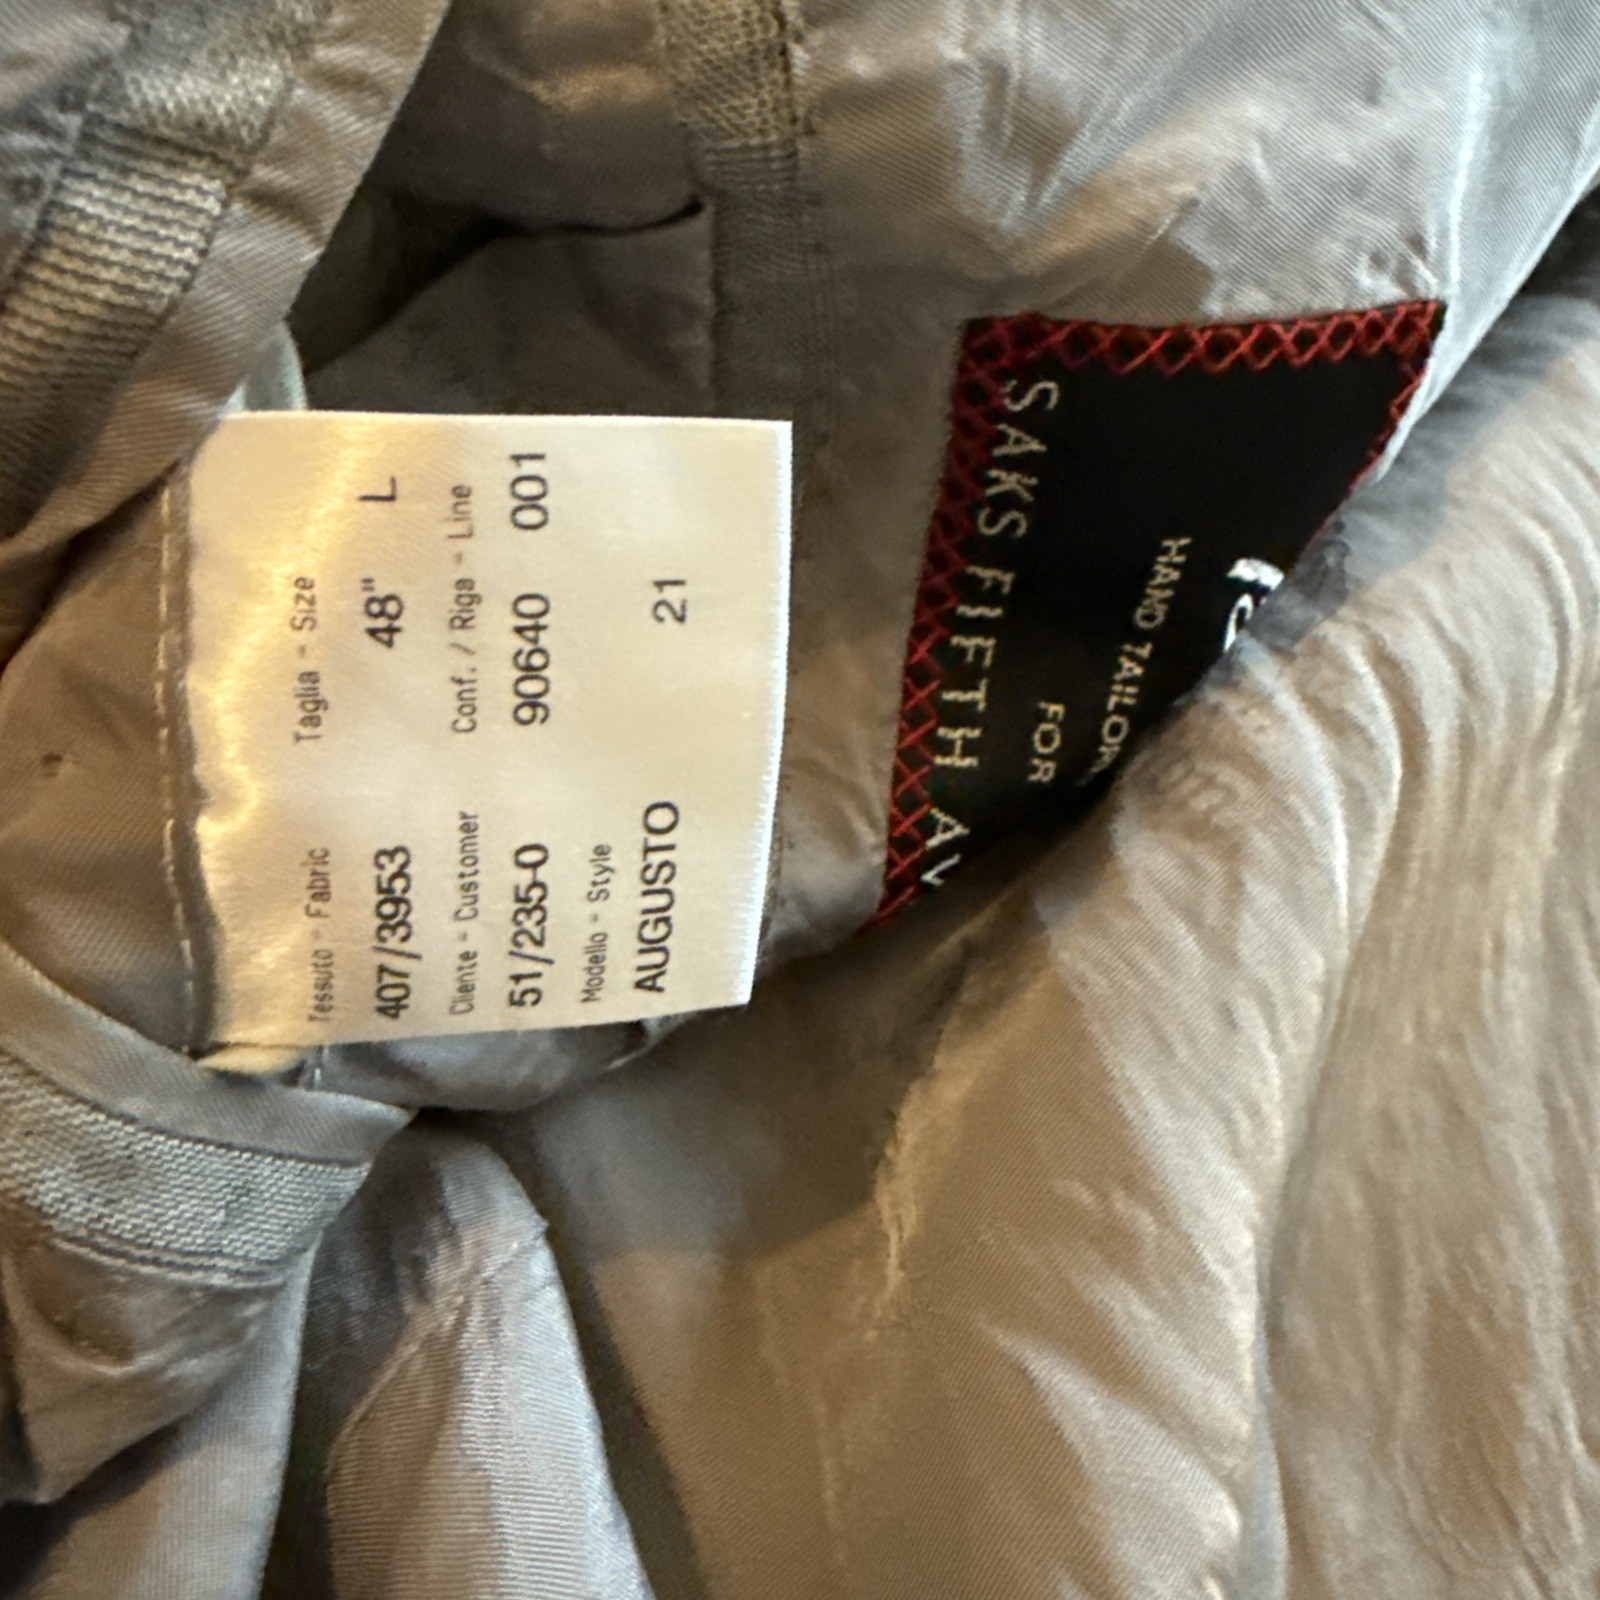 Tessuto - Fabric Taglia - Size
407/3953 48" L
Cliente - Customer Conf. / Riga - Line
51/235-0 90640 001
Modello - Style
AUGUSTO 21
HAND TAILOR
FOR
SAKS FIFTH AV